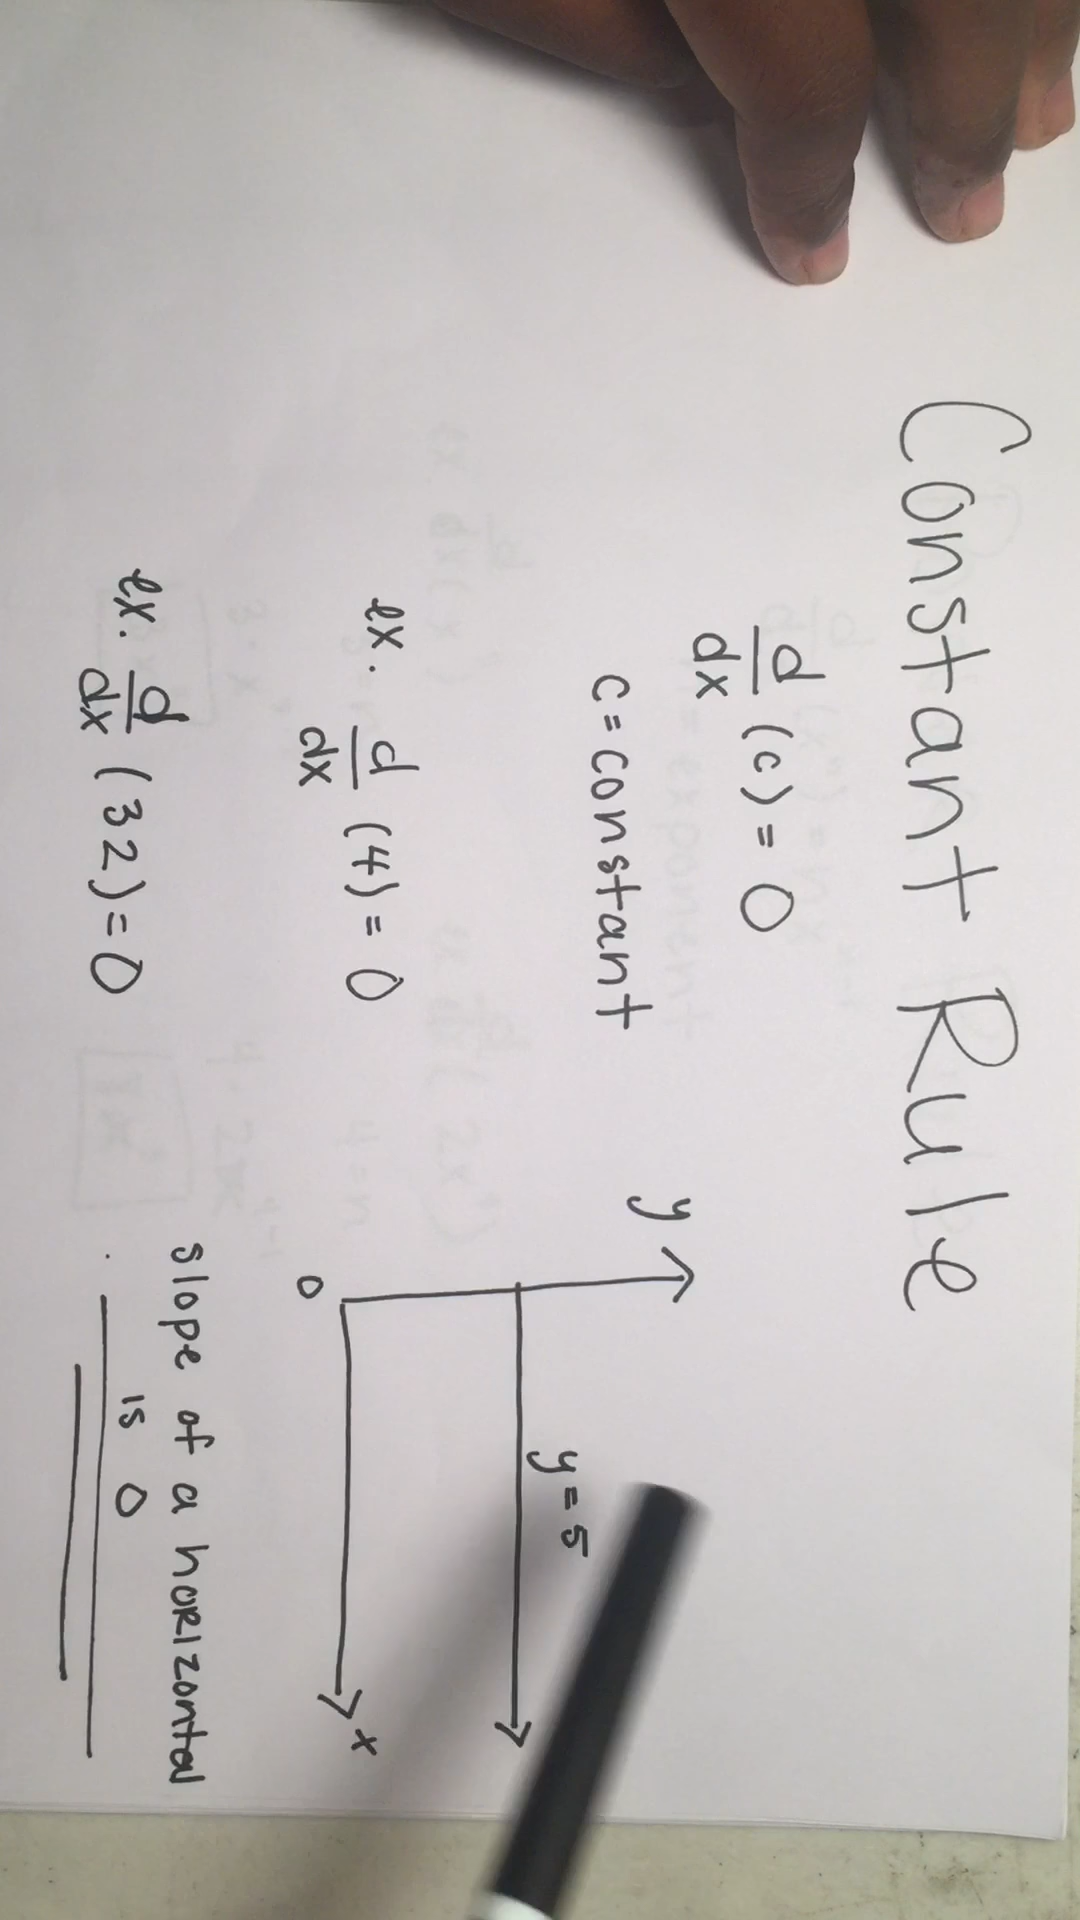 Constant Rule
d/dx (c) = 0
c = constant
ex. d/dx (4) = 0
ex. d/dx (32) = 0
y
y = 5
0
x
slope of a horizontal
is 0